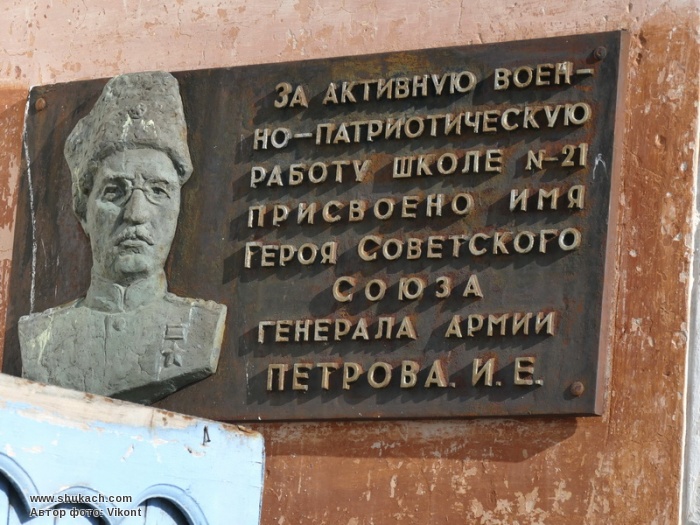 ЗА АКТИВНУЮ ВОЕН-
НО-ПАТРИОТИЧЕСКУЮ
РАБОТУ ШКОЛЕ N-21
ПРИСВОЕНО ИМЯ
ГЕРОЯ СОВЕТСКОГО
СОЮЗА
ГЕНЕРАЛА АРМИИ
ПЕТРОВА. И. Е.
www.shukach.com
Автор фото: Vikont